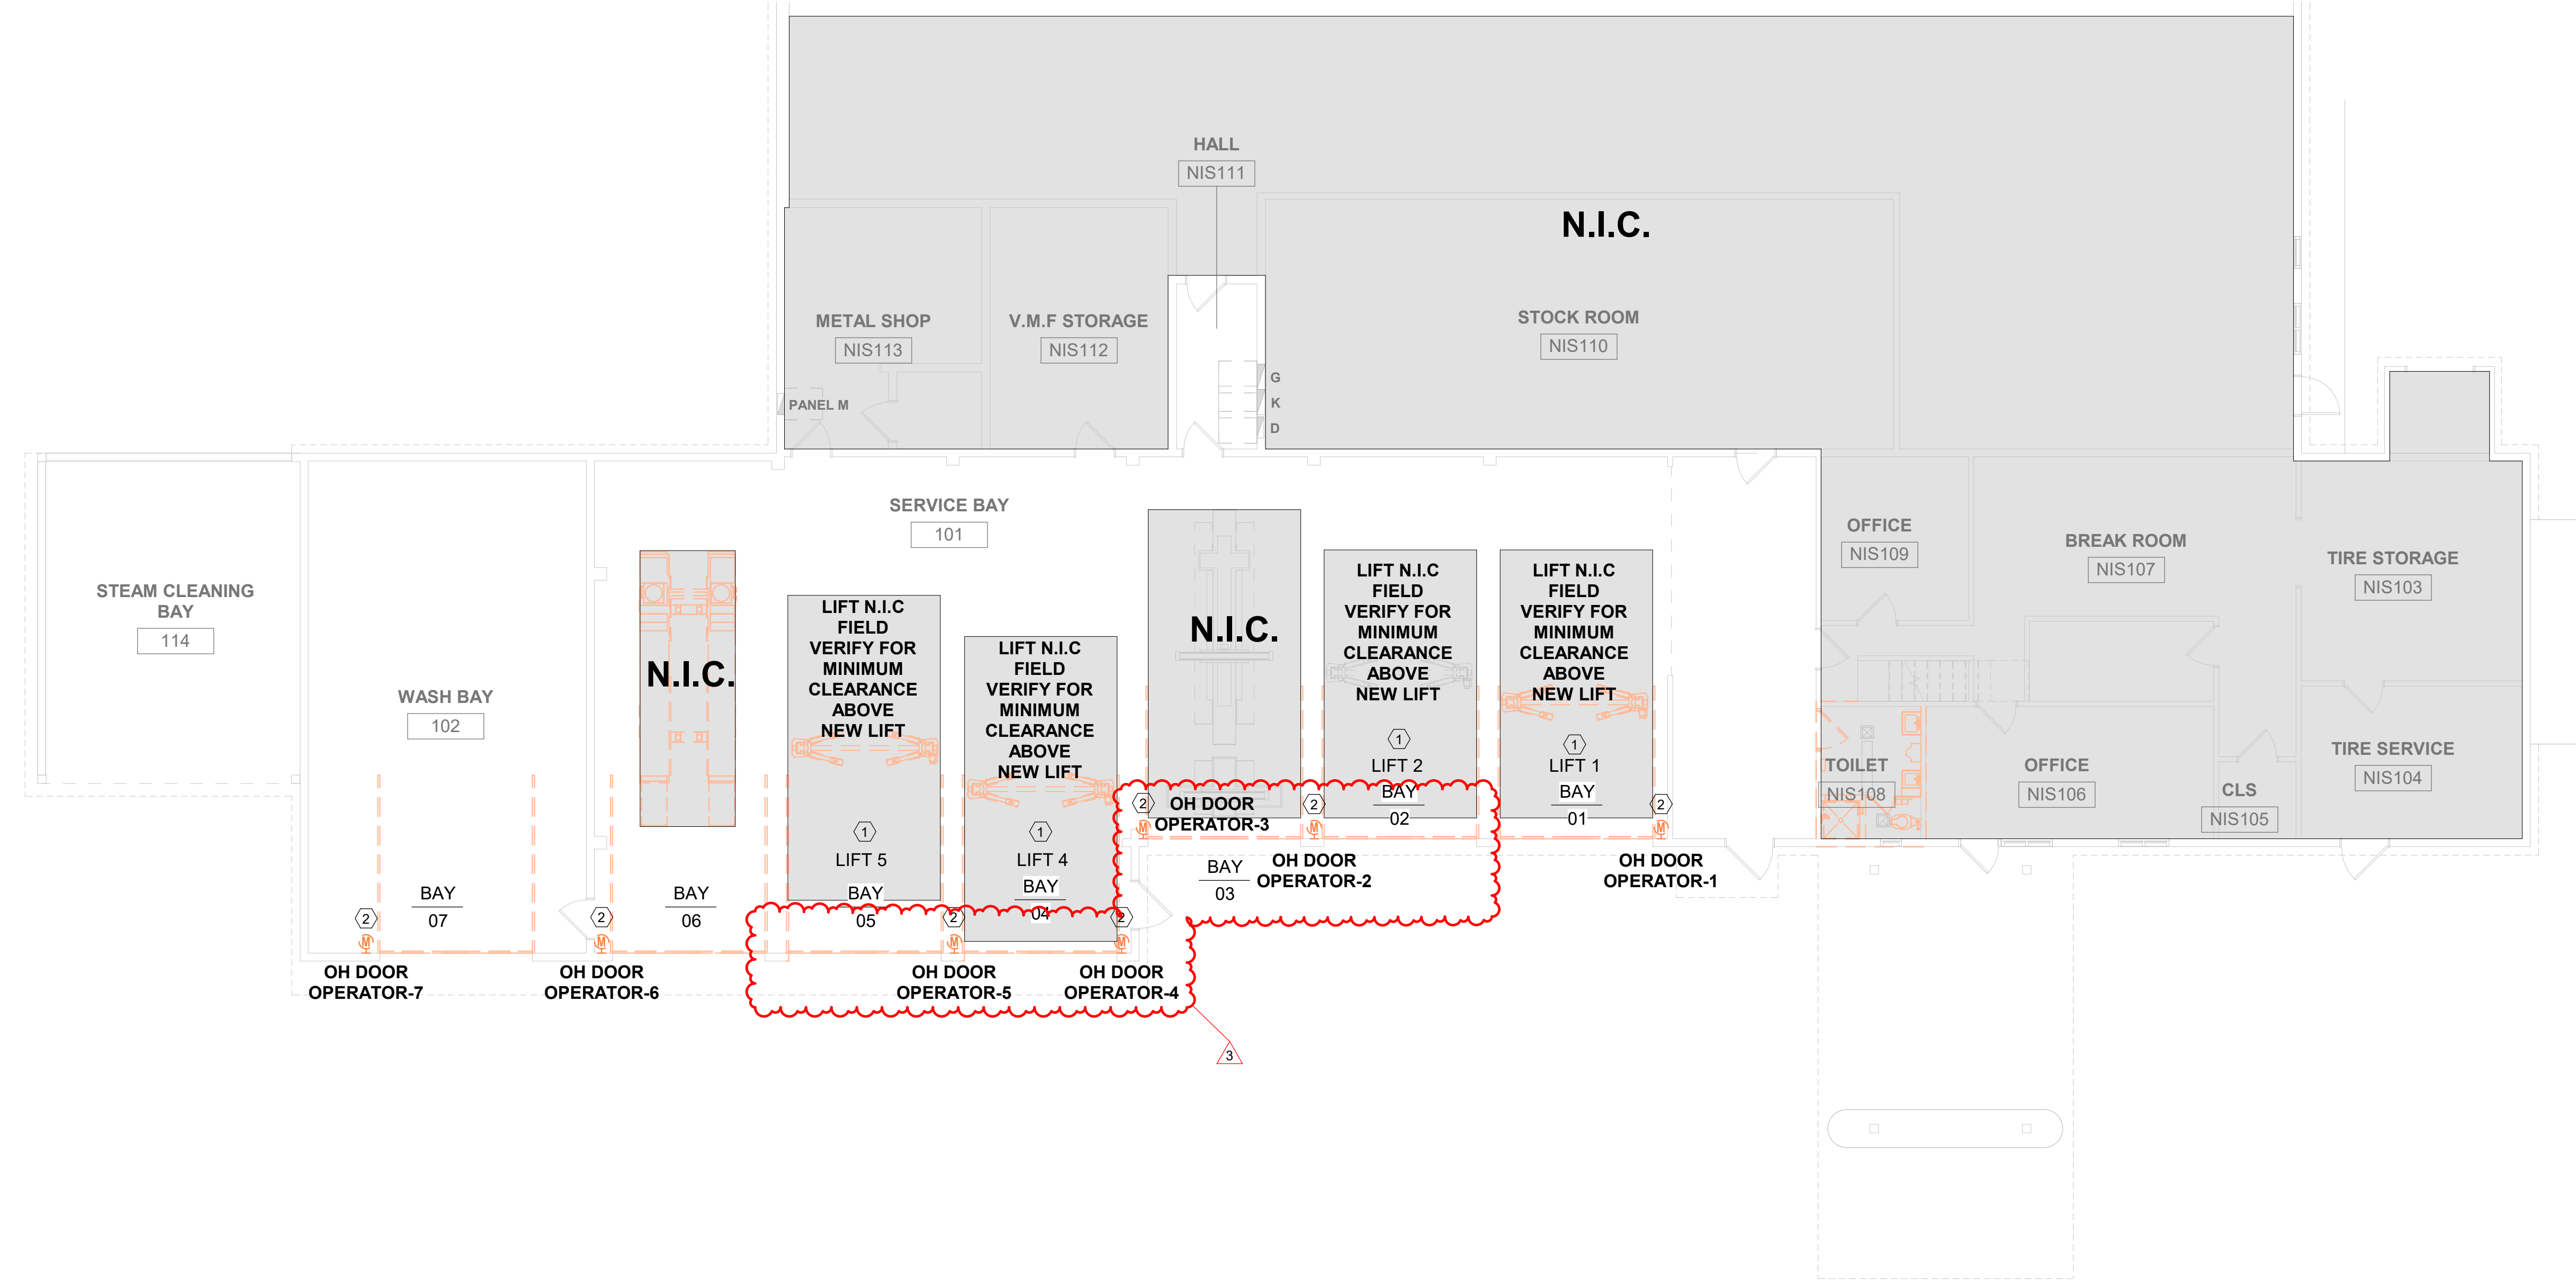 HALL
NIS111
N.I.C.
METAL SHOP
NIS113
V.M.F STORAGE
NIS112
STOCK ROOM
NIS110
G
K
D
PANEL M
SERVICE BAY
101
STEAM CLEANING
BAY
114
WASH BAY
102
N.I.C.
LIFT N.I.C
FIELD
VERIFY FOR
MINIMUM
CLEARANCE
ABOVE
NEW LIFT
1
LIFT 5
BAY
05
LIFT N.I.C
FIELD
VERIFY FOR
MINIMUM
CLEARANCE
ABOVE
NEW LIFT
1
LIFT 4
BAY
04
N.I.C.
LIFT N.I.C
FIELD
VERIFY FOR
MINIMUM
CLEARANCE
ABOVE
NEW LIFT
1
LIFT 2
BAY
02
LIFT N.I.C
FIELD
VERIFY FOR
MINIMUM
CLEARANCE
ABOVE
NEW LIFT
1
LIFT 1
BAY
01
OFFICE
NIS109
BREAK ROOM
NIS107
TIRE STORAGE
NIS103
TOILET
NIS108
OFFICE
NIS106
CLS
NIS105
TIRE SERVICE
NIS104
2
M
OH DOOR
OPERATOR-3
2
M
2
M
BAY
03
OH DOOR
OPERATOR-2
OH DOOR
OPERATOR-1
BAY
07
BAY
06
2
M
2
M
2
M
2
M
OH DOOR
OPERATOR-7
OH DOOR
OPERATOR-6
OH DOOR
OPERATOR-5
OH DOOR
OPERATOR-4
3